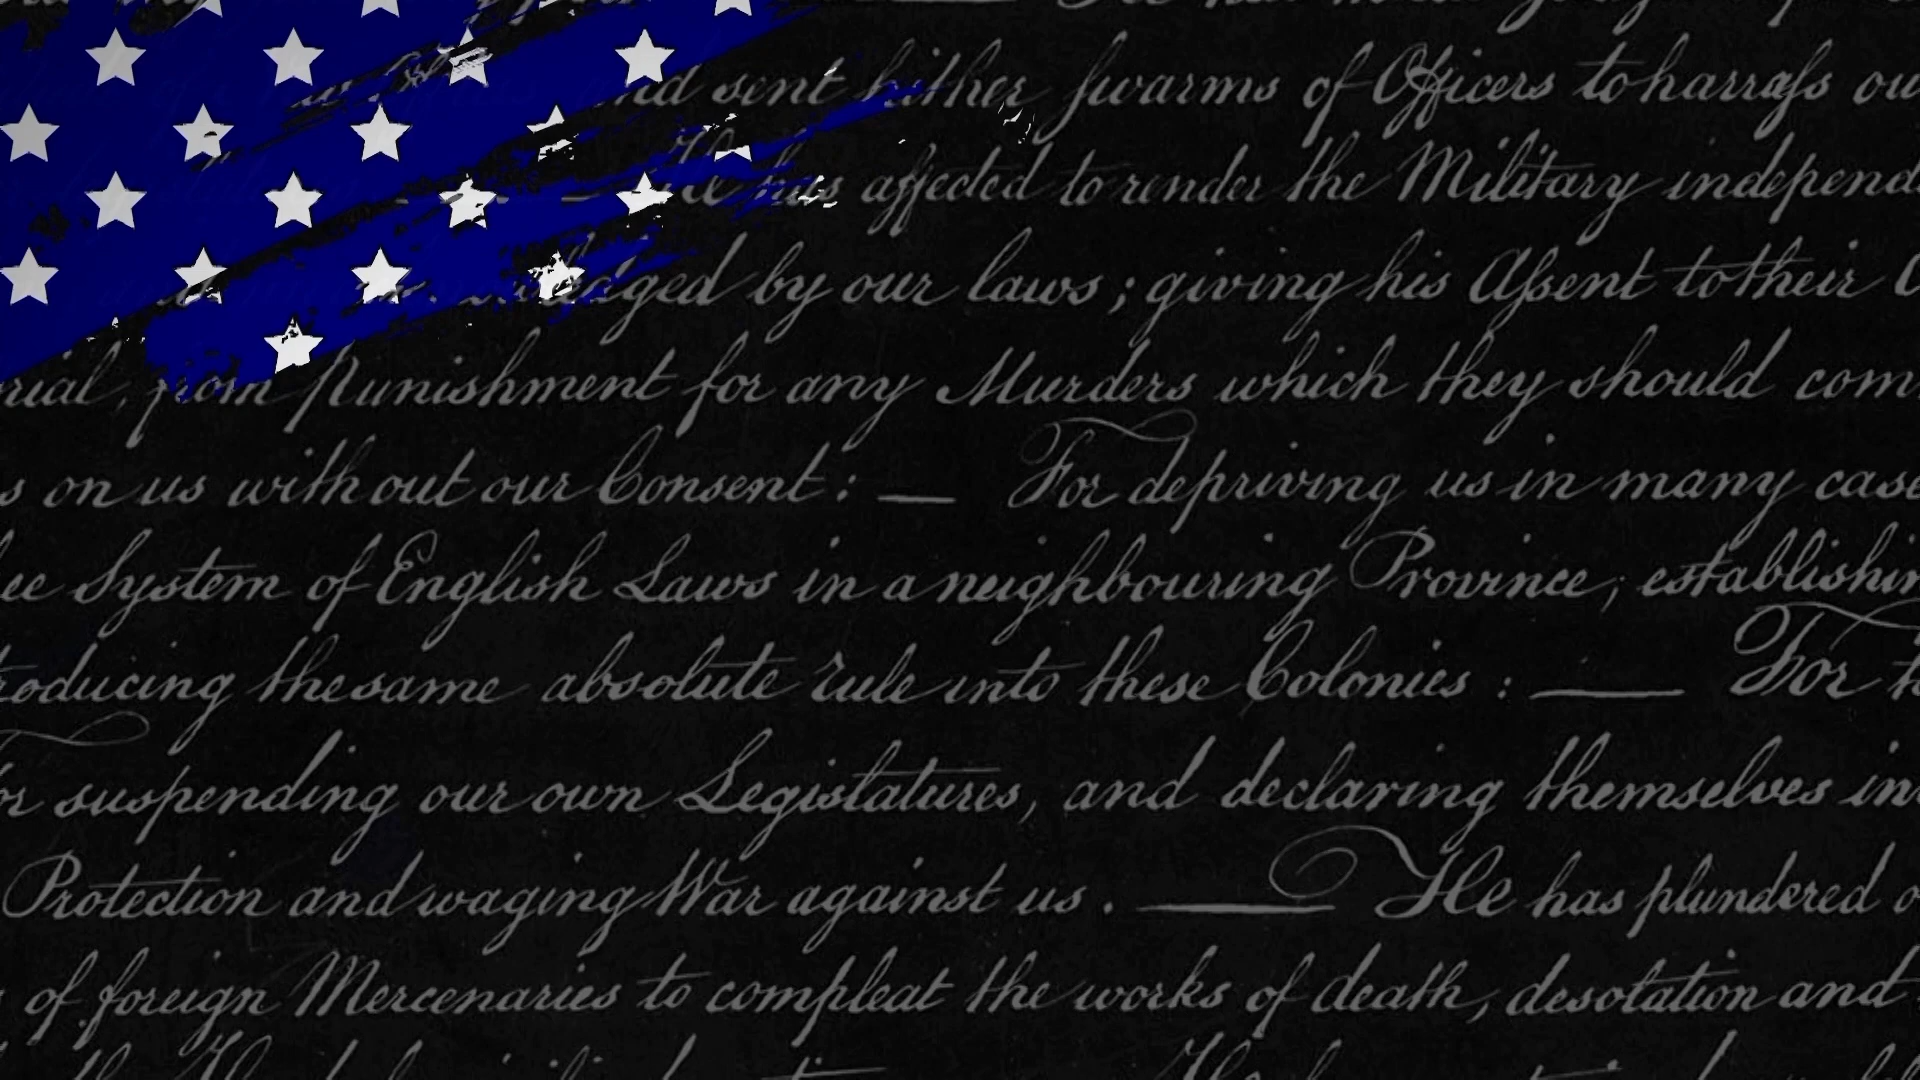 sent hither swarms of Officers to harrass ou
affected to render the Military independ
by our laws; giving his Assent to their
from Punishment for any Murders which they should com
s on us without our Consent: — For depriving us in many case
ee System of English Laws in a neighbouring Province, establishin
roducing the same absolute rule into these Colonies : — For t
or suspending our own Legislatures, and declaring themselves in
Protection and waging War against us. — He has plundered o
of foreign Mercenaries to compleat the works of death, desolation and